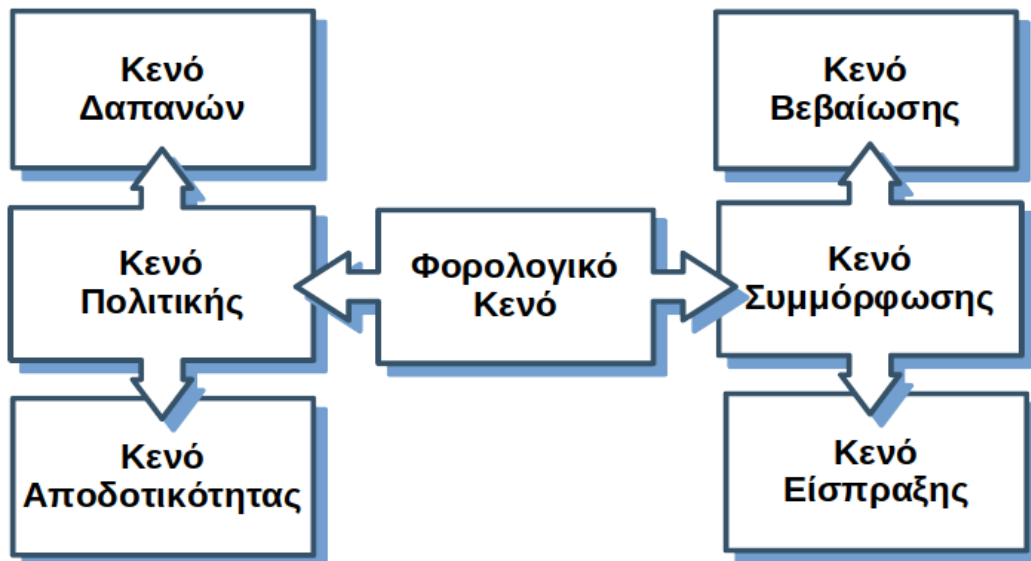 Κενό
Δαπανών
Κενό
Βεβαίωσης
Κενό
Πολιτικής
Φορολογικό
Κενό
Κενό
Συμμόρφωσης
Κενό
Αποδοτικότητας
Κενό
Είσπραξης